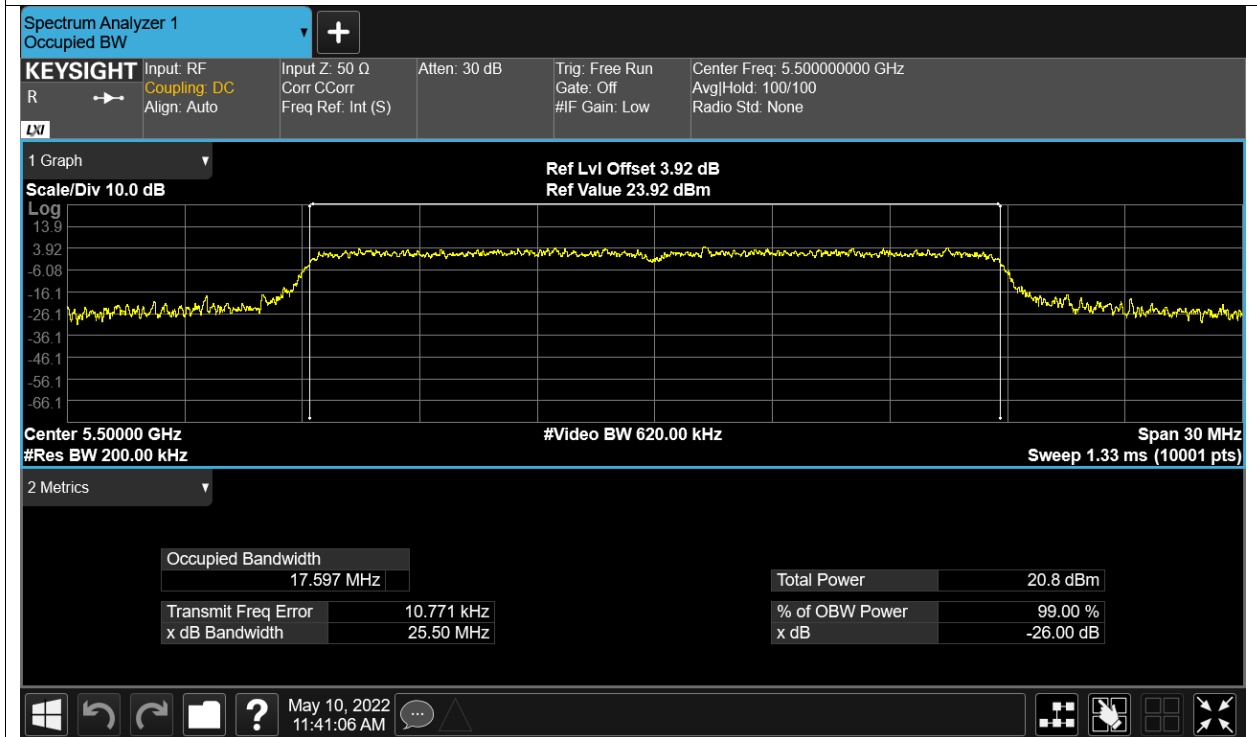 Spectrum Analyzer 1
Occupied BW
+
KEYSIGHT Input: RF Input Z: 50 Ω Atten: 30 dB Trig: Free Run Center Freq: 5.500000000 GHz
R Coupling: DC Corr CCorr Gate: Off Avg|Hold: 100/100
Align: Auto Freq Ref: Int (S) #IF Gain: Low Radio Std: None
LXI
1 Graph
Ref Lvl Offset 3.92 dB
Scale/Div 10.0 dB Ref Value 23.92 dBm
Log
13.9
3.92
-6.08
-16.1
-26.1
-36.1
-46.1
-56.1
-66.1
Center 5.50000 GHz #Video BW 620.00 kHz Span 30 MHz
#Res BW 200.00 kHz Sweep 1.33 ms (10001 pts)
2 Metrics
Occupied Bandwidth
17.597 MHz Total Power 20.8 dBm
Transmit Freq Error 10.771 kHz % of OBW Power 99.00 %
x dB Bandwidth 25.50 MHz x dB -26.00 dB
? May 10, 2022
11:41:06 AM